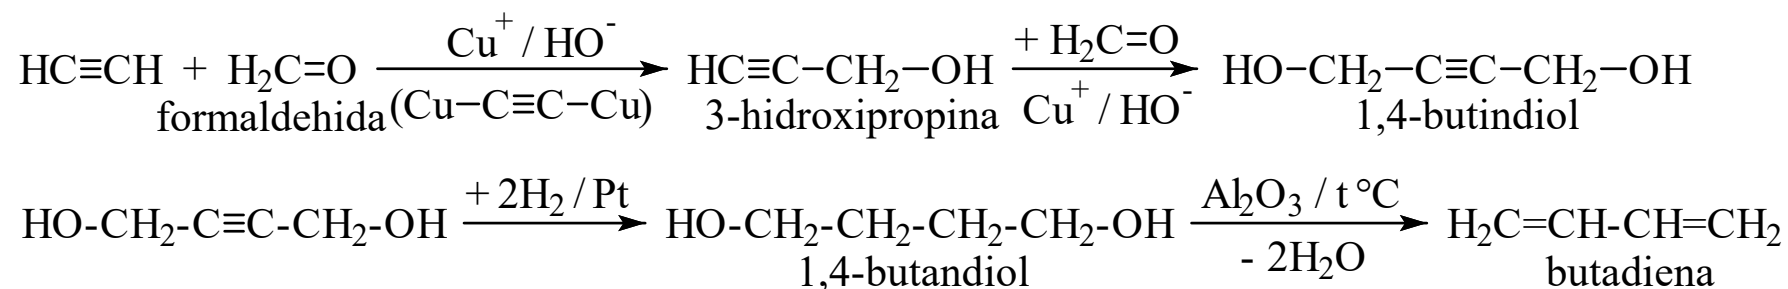 Cu⁺ / HO⁻ + H₂C=O
HC≡CH + H₂C=O HC≡C−CH₂−OH HO−CH₂−C≡C−CH₂−OH
formaldehida (Cu−C≡C−Cu) 3-hidroxipropina Cu⁺ / HO⁻ 1,4-butindiol
+ 2H₂ / Pt Al₂O₃ / t °C
HO-CH₂-C≡C-CH₂-OH HO-CH₂-CH₂-CH₂-CH₂-OH H₂C=CH-CH=CH₂
1,4-butandiol - 2H₂O butadiena